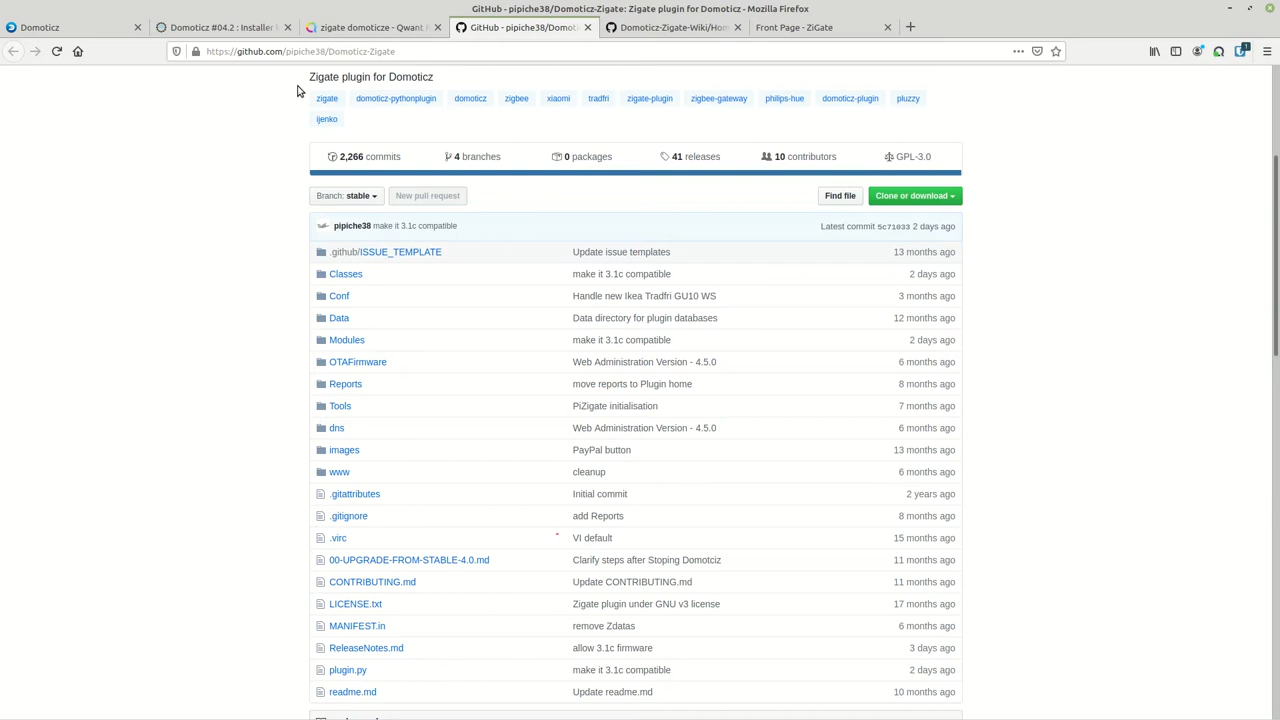 GitHub - pipiche38/Domoticz-Zigate: Zigate plugin for Domoticz - Mozilla Firefox
Domoticz
Domoticz #04.2 : Installer
zigate domoticze - Qwant
GitHub - pipiche38/Domoti
Domoticz-Zigate-Wiki/Hom
Front Page - ZiGate
https://github.com/pipiche38/Domoticz-Zigate
1
Zigate plugin for Domoticz
zigate domoticz-pythonplugin domoticz zigbee xiaomi tradfri zigate-plugin zigbee-gateway philips-hue domoticz-plugin pluzzy
ijenko
2,266 commits 4 branches 0 packages 41 releases 10 contributors GPL-3.0
Branch: stable New pull request Find file Clone or download
pipiche38 make it 3.1c compatible Latest commit 5c71033 2 days ago
.github/ISSUE_TEMPLATE Update issue templates 13 months ago
Classes make it 3.1c compatible 2 days ago
Conf Handle new Ikea Tradfri GU10 WS 3 months ago
Data Data directory for plugin databases 12 months ago
Modules make it 3.1c compatible 2 days ago
OTAFirmware Web Administration Version - 4.5.0 6 months ago
Reports move reports to Plugin home 8 months ago
Tools PiZigate initialisation 7 months ago
dns Web Administration Version - 4.5.0 6 months ago
images PayPal button 13 months ago
www cleanup 6 months ago
.gitattributes Initial commit 2 years ago
.gitignore add Reports 8 months ago
.virc VI default 15 months ago
00-UPGRADE-FROM-STABLE-4.0.md Clarify steps after Stoping Domotciz 11 months ago
CONTRIBUTING.md Update CONTRIBUTING.md 11 months ago
LICENSE.txt Zigate plugin under GNU v3 license 17 months ago
MANIFEST.in remove Zdatas 6 months ago
ReleaseNotes.md allow 3.1c firmware 3 days ago
plugin.py make it 3.1c compatible 2 days ago
readme.md Update readme.md 10 months ago